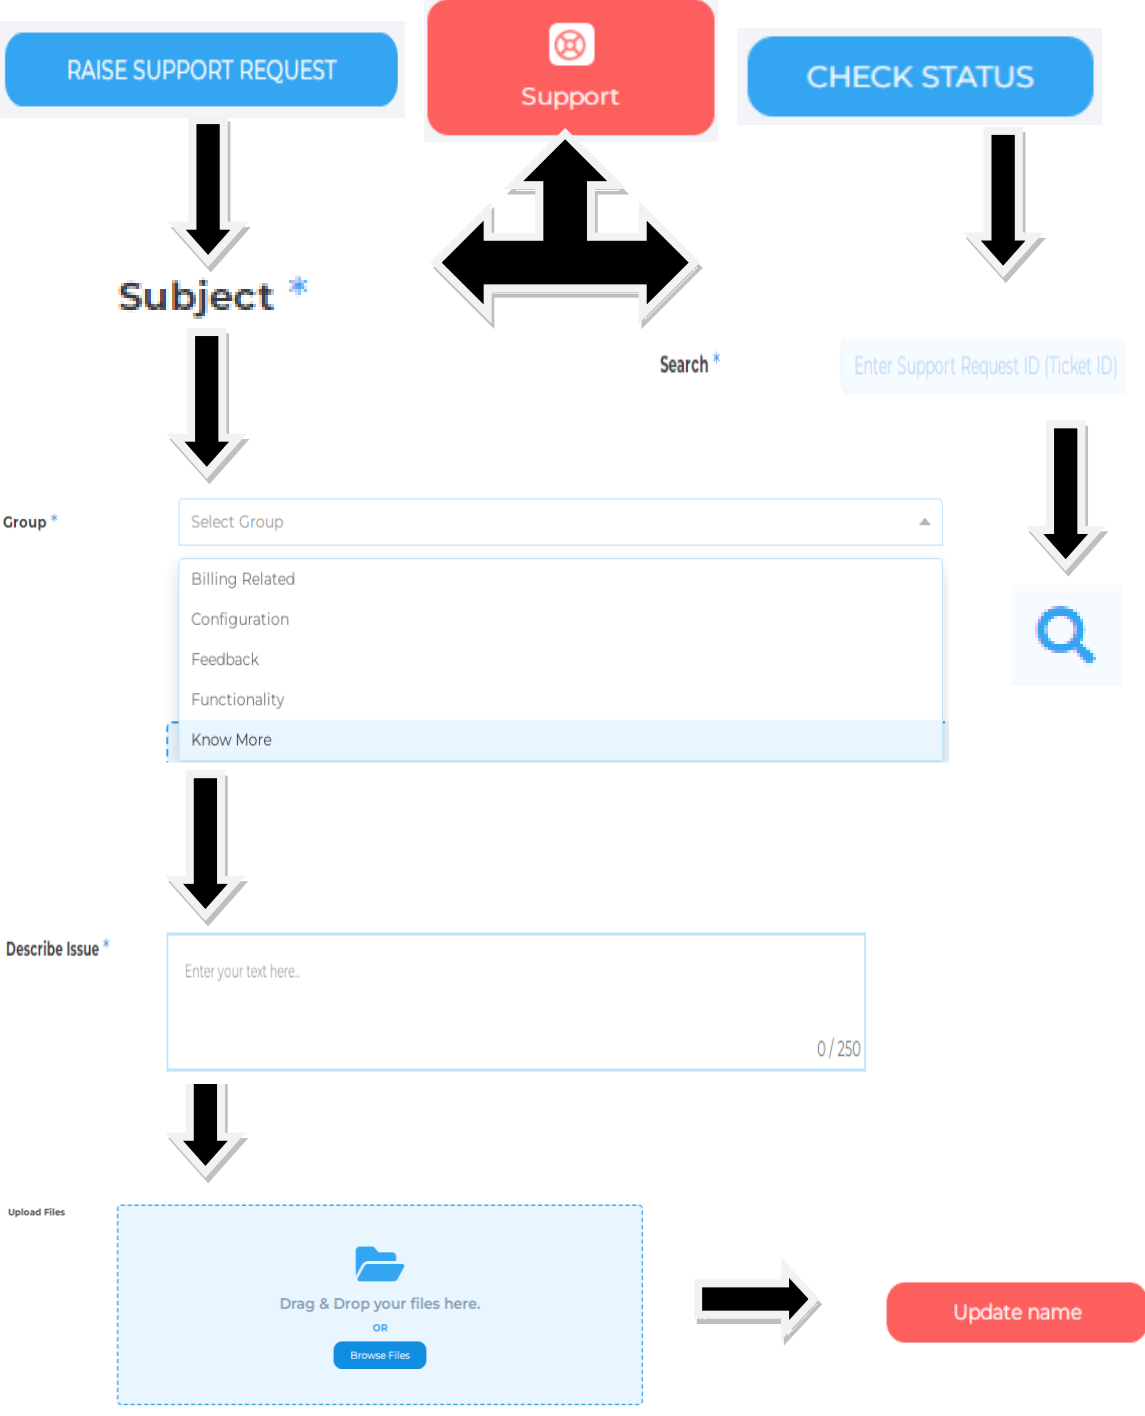 RAISE SUPPORT REQUEST
Support
CHECK STATUS
Subject *
Search *
Enter Support Request ID (Ticket ID)
Group *
Select Group
Billing Related
Configuration
Feedback
Functionality
Know More
Describe Issue *
Enter your text here..
0 / 250
Upload Files
Drag & Drop your files here.
OR
Browse Files
Update name